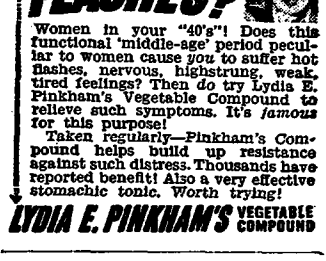 FLASHES?
Women in your "40's"! Does this
functional 'middle-age' period pecul-
iar to women cause you to suffer hot
flashes, nervous, highstrung, weak,
tired feelings? Then do try Lydia E.
Pinkham's Vegetable Compound to
relieve such symptoms. It's famous
for this purpose!
Taken regularly—Pinkham's Com-
pound helps build up resistance
against such distress. Thousands have
reported benefit! Also a very effective
stomachic tonic. Worth trying!
LYDIA E. PINKHAM'S VEGETABLE
COMPOUND